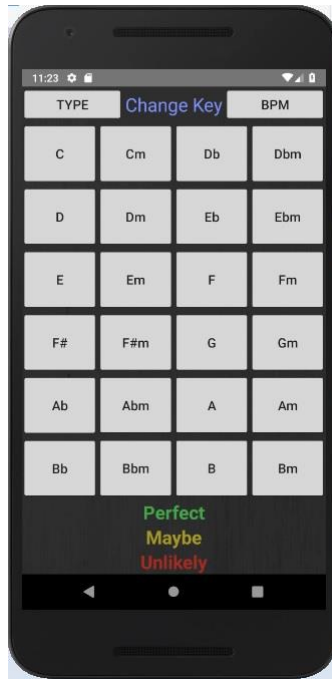 11:23
TYPE Change Key BPM
C Cm Db Dbm
D Dm Eb Ebm
E Em F Fm
F# F#m G Gm
Ab Abm A Am
Bb Bbm B Bm
Perfect
Maybe
Unlikely